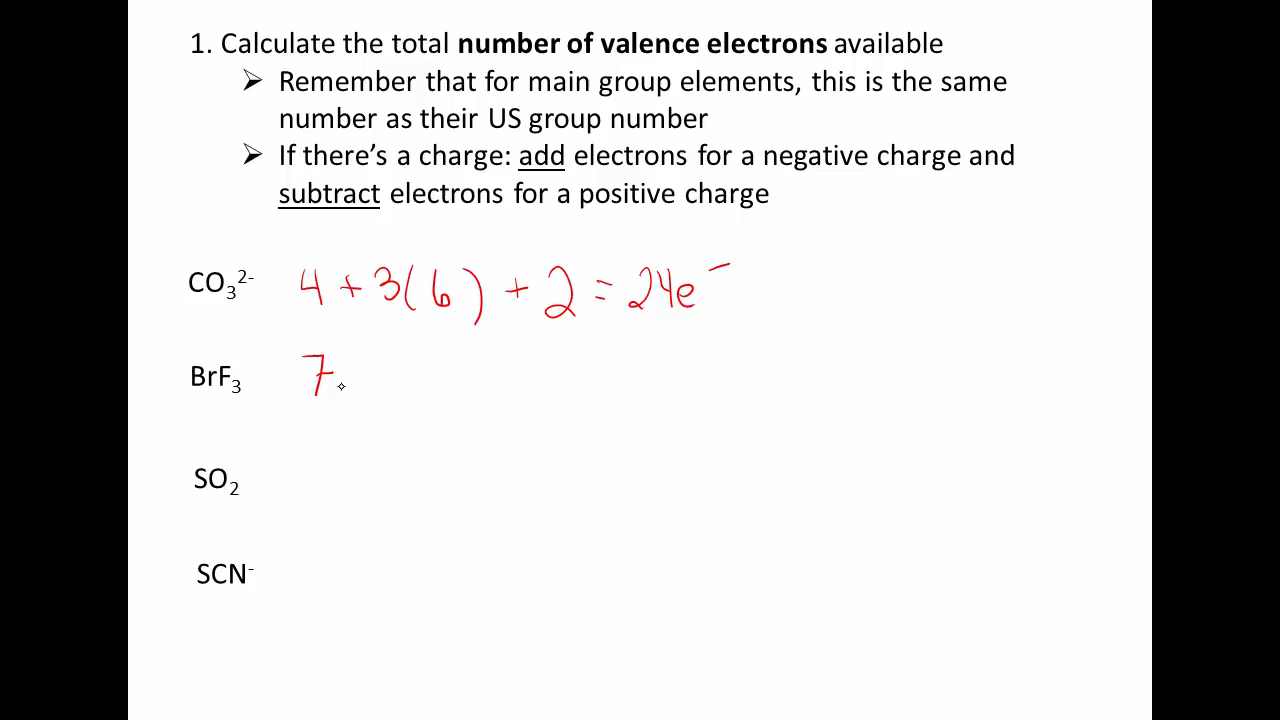 1. Calculate the total number of valence electrons available
➢ Remember that for main group elements, this is the same
number as their US group number
➢ If there's a charge: add electrons for a negative charge and
subtract electrons for a positive charge
CO₃²⁻ 4 + 3(6) + 2 = 24e⁻
BrF₃ 7
SO₂
SCN⁻